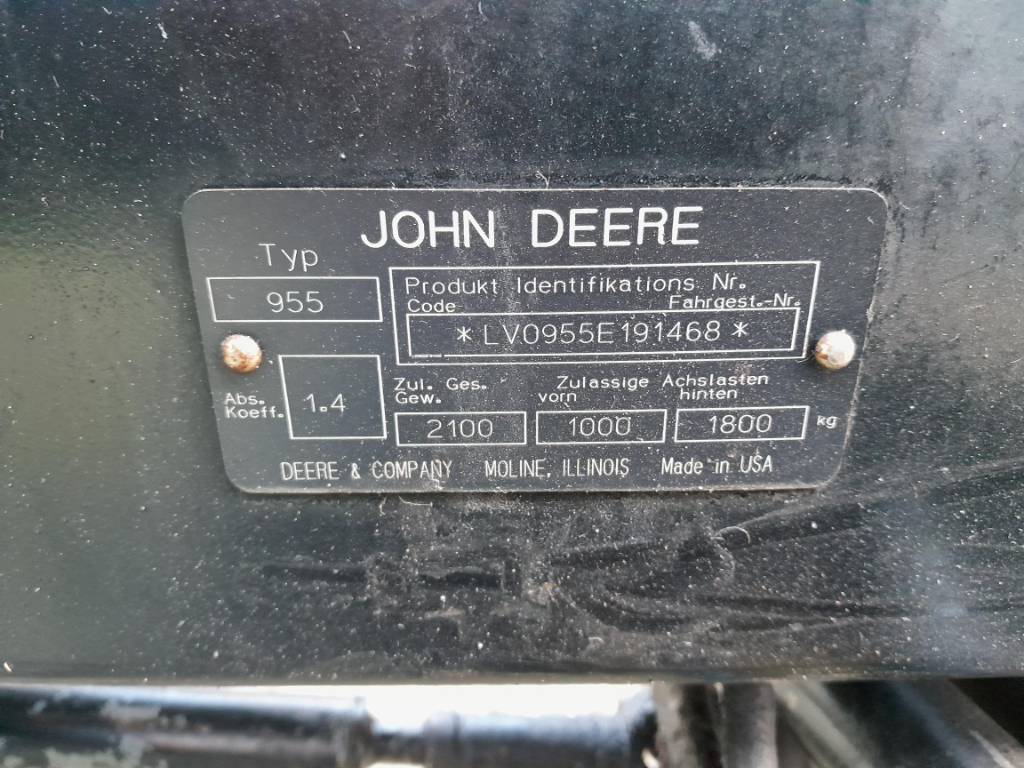 JOHN DEERE
Typ
955
Produkt Identifikations Nr.
Code Fahrgest.-Nr.
*LV0955E191468*
Abs.
Koeff.
1.4
Zul. Ges.
Gew.
2100
Zulassige Achslasten
vorn hinten
1000 1800 kg
DEERE & COMPANY MOLINE, ILLINOIS Made in USA